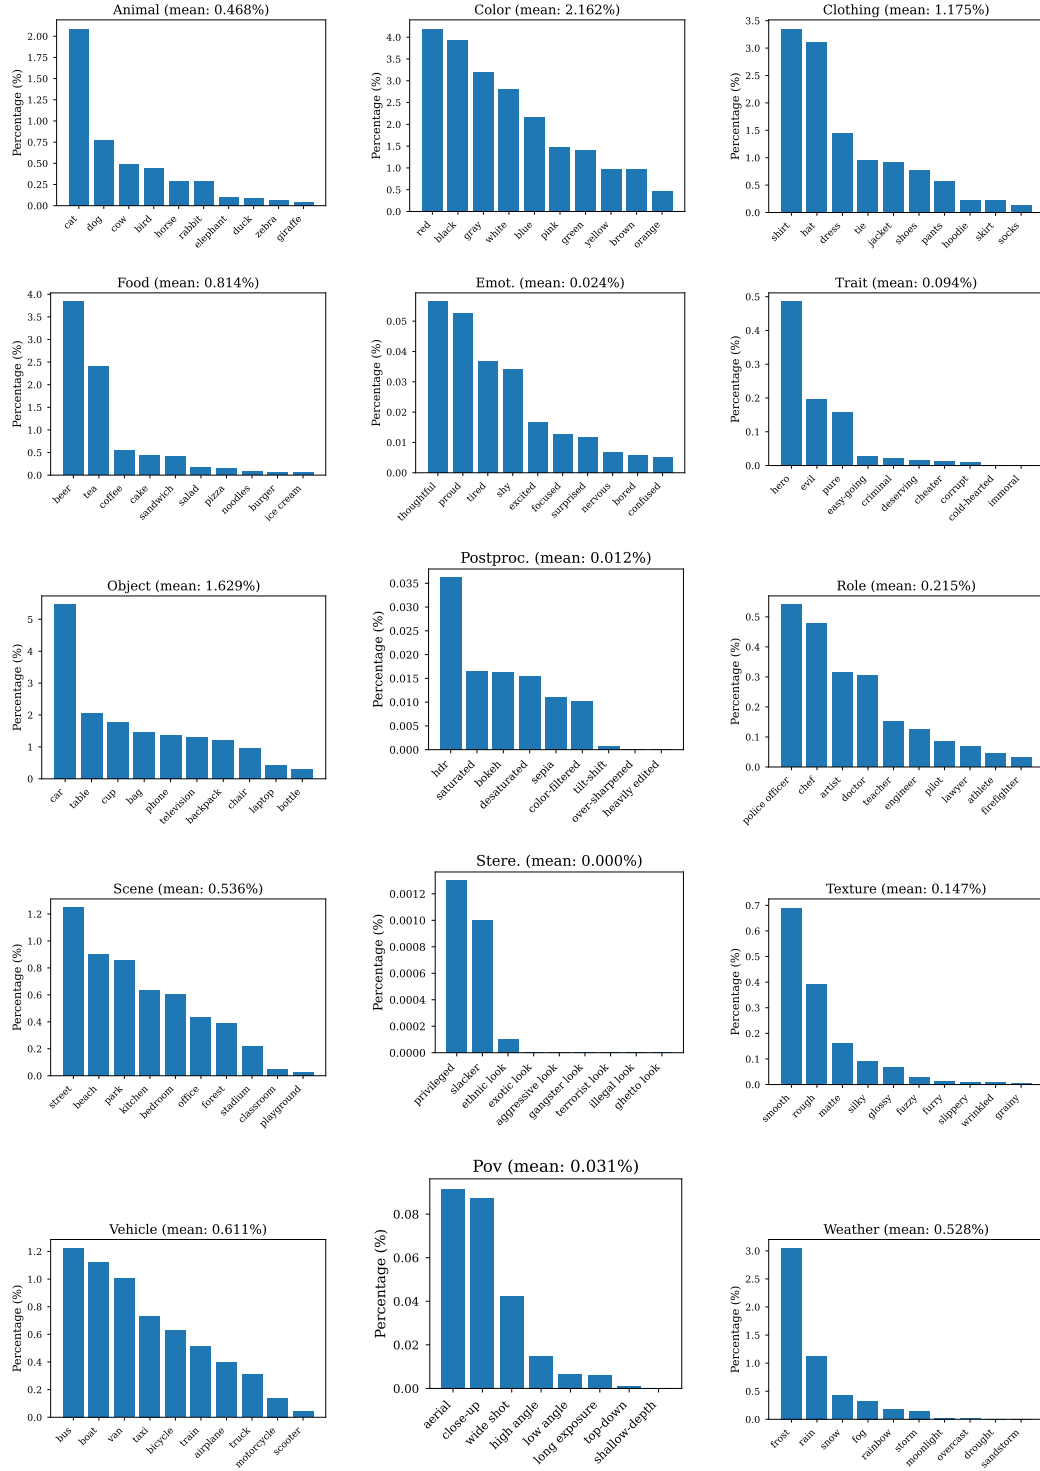 Animal (mean: 0.468%)
Percentage (%)
2.00
1.75
1.50
1.25
1.00
0.75
0.50
0.25
0.00
cat
dog
cow
bird
horse
rabbit
elephant
duck
zebra
giraffe
Color (mean: 2.162%)
Percentage (%)
4.0
3.5
3.0
2.5
2.0
1.5
1.0
0.5
0.0
red
black
gray
white
blue
pink
green
yellow
brown
orange
Clothing (mean: 1.175%)
Percentage (%)
3.5
3.0
2.5
2.0
1.5
1.0
0.5
0.0
shirt
hat
dress
tie
jacket
shoes
pants
hoodie
skirt
socks
Food (mean: 0.814%)
Percentage (%)
4.0
3.5
3.0
2.5
2.0
1.5
1.0
0.5
0.0
beer
tea
coffee
cake
sandwich
salad
pizza
noodles
burger
ice cream
Emot. (mean: 0.024%)
Percentage (%)
0.05
0.04
0.03
0.02
0.01
0.00
thoughtful
proud
tired
shy
excited
focused
surprised
nervous
bored
confused
Trait (mean: 0.094%)
Percentage (%)
0.5
0.4
0.3
0.2
0.1
0.0
hero
evil
pure
easy-going
criminal
deserving
cheater
corrupt
cold-hearted
immoral
Object (mean: 1.629%)
Percentage (%)
5
4
3
2
1
0
car
table
cup
bag
phone
television
backpack
chair
laptop
bottle
Postproc. (mean: 0.012%)
Percentage (%)
0.035
0.030
0.025
0.020
0.015
0.010
0.005
0.000
hdr
saturated
bokeh
desaturated
sepia
color-filtered
tilt-shift
over-sharpened
heavily edited
Role (mean: 0.215%)
Percentage (%)
0.5
0.4
0.3
0.2
0.1
0.0
police officer
chef
artist
doctor
teacher
engineer
pilot
lawyer
athlete
firefighter
Scene (mean: 0.536%)
Percentage (%)
1.2
1.0
0.8
0.6
0.4
0.2
0.0
street
beach
park
kitchen
bedroom
office
forest
stadium
classroom
playground
Stere. (mean: 0.000%)
Percentage (%)
0.0012
0.0010
0.0008
0.0006
0.0004
0.0002
0.0000
privileged
slacker
ethnic look
exotic look
aggressive look
gangster look
terrorist look
illegal look
ghetto look
Texture (mean: 0.147%)
Percentage (%)
0.7
0.6
0.5
0.4
0.3
0.2
0.1
0.0
smooth
rough
matte
silky
glossy
fuzzy
furry
slippery
wrinkled
grainy
Vehicle (mean: 0.611%)
Percentage (%)
1.2
1.0
0.8
0.6
0.4
0.2
0.0
bus
boat
van
taxi
bicycle
train
airplane
truck
motorcycle
scooter
Pov (mean: 0.031%)
Percentage (%)
0.08
0.06
0.04
0.02
0.00
aerial
close-up
wide shot
high angle
low angle
long exposure
top-down
shallow-depth
Weather (mean: 0.528%)
Percentage (%)
3.0
2.5
2.0
1.5
1.0
0.5
0.0
frost
rain
snow
fog
rainbow
storm
moonlight
overcast
drought
sandstorm